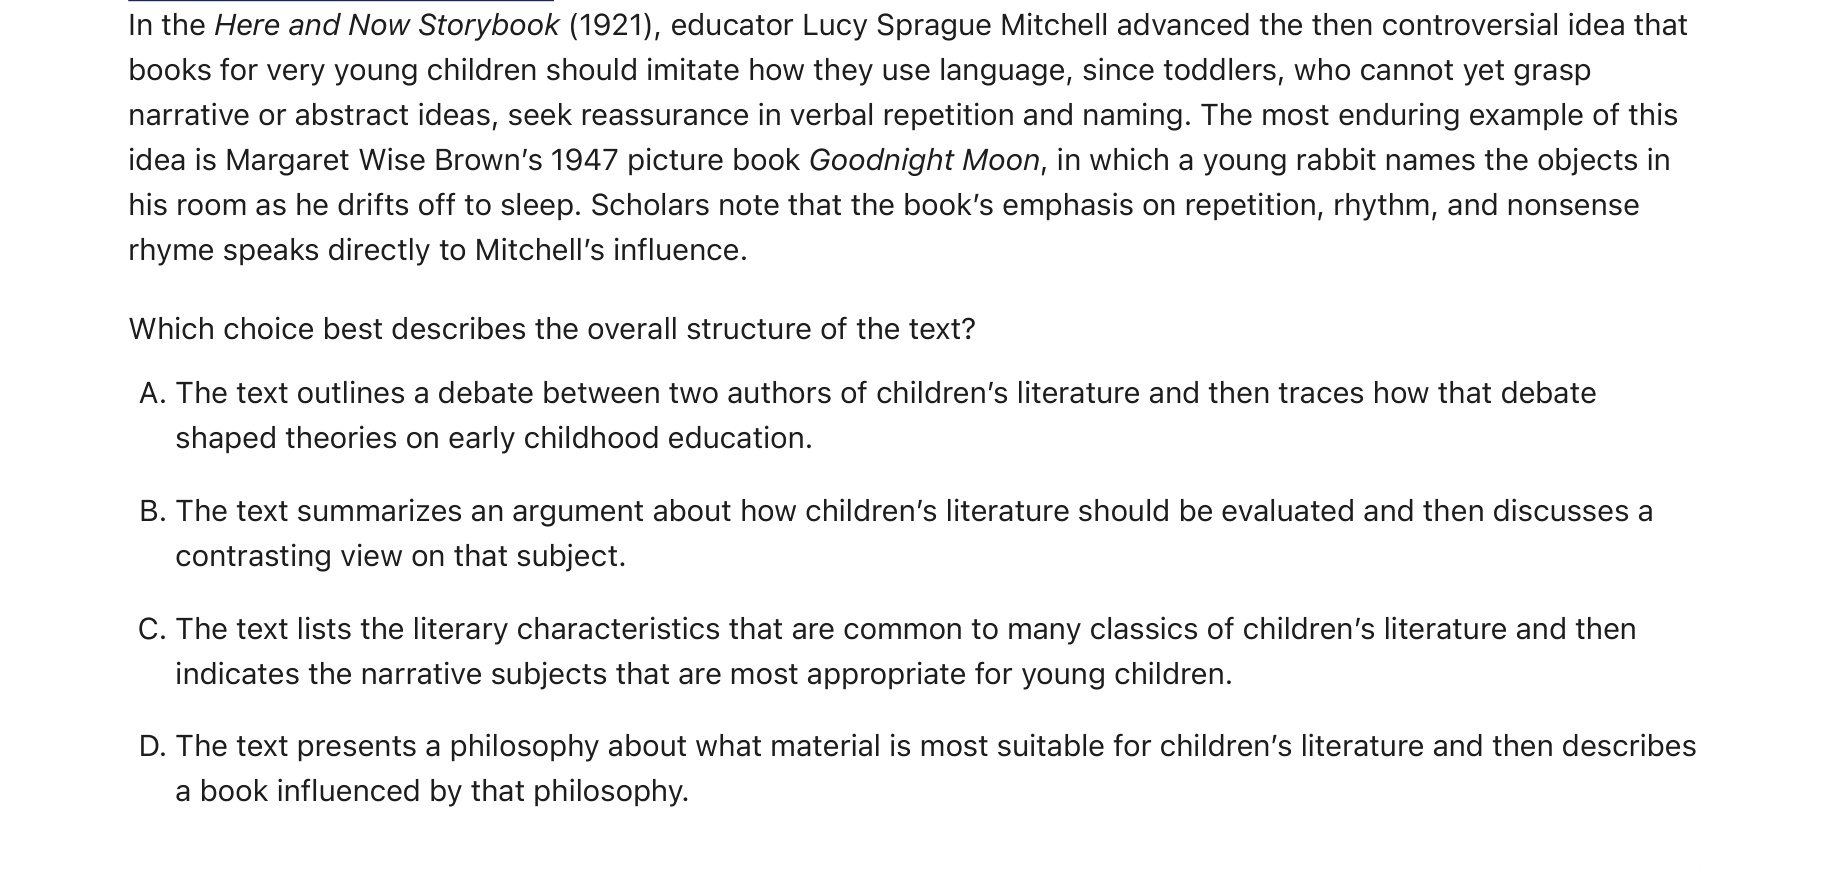 In the Here and Now Storybook (1921), educator Lucy Sprague Mitchell advanced the then controversial idea that
books for very young children should imitate how they use language, since toddlers, who cannot yet grasp
narrative or abstract ideas, seek reassurance in verbal repetition and naming. The most enduring example of this
idea is Margaret Wise Brown’s 1947 picture book Goodnight Moon, in which a young rabbit names the objects in
his room as he drifts off to sleep. Scholars note that the book’s emphasis on repetition, rhythm, and nonsense
rhyme speaks directly to Mitchell’s influence.
Which choice best describes the overall structure of the text?
A. The text outlines a debate between two authors of children’s literature and then traces how that debate
shaped theories on early childhood education.
B. The text summarizes an argument about how children’s literature should be evaluated and then discusses a
contrasting view on that subject.
C. The text lists the literary characteristics that are common to many classics of children’s literature and then
indicates the narrative subjects that are most appropriate for young children.
D. The text presents a philosophy about what material is most suitable for children’s literature and then describes
a book influenced by that philosophy.